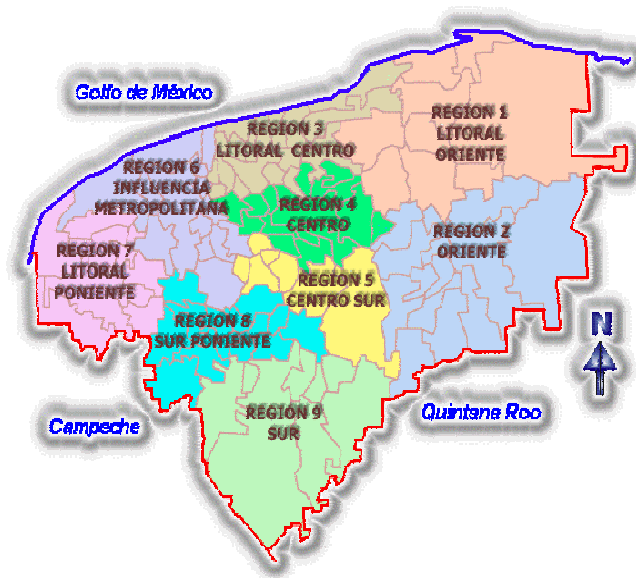 Golfo de México
REGION 1
LITORAL
ORIENTE
REGION 3
LITORAL CENTRO
REGION 6
INFLUENCIA
METROPOLITANA
REGION 4
CENTRO
REGION 2
ORIENTE
REGION 7
LITORAL
PONIENTE
REGION 5
CENTRO SUR
REGION 8
SUR PONIENTE
N
REGION 9
SUR
Campeche
Quintana Roo